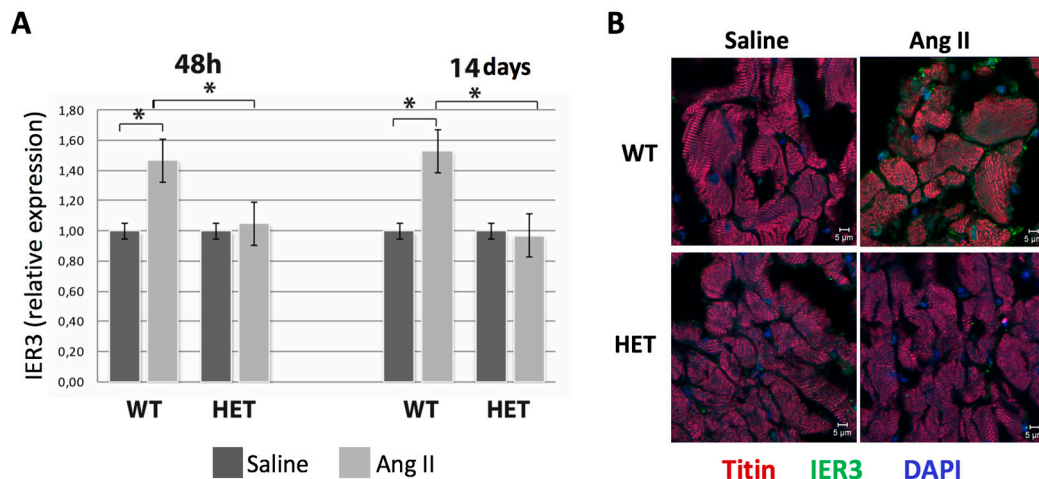 A
48h
14 days
*
*
*
*
IER3 (relative expression)
1,80
1,60
1,40
1,20
1,00
0,80
0,60
0,40
0,20
0,00
WT
HET
WT
HET
Saline
Ang II
B
Saline
Ang II
WT
5 µm
5 µm
HET
5 µm
5 µm
Titin IER3 DAPI